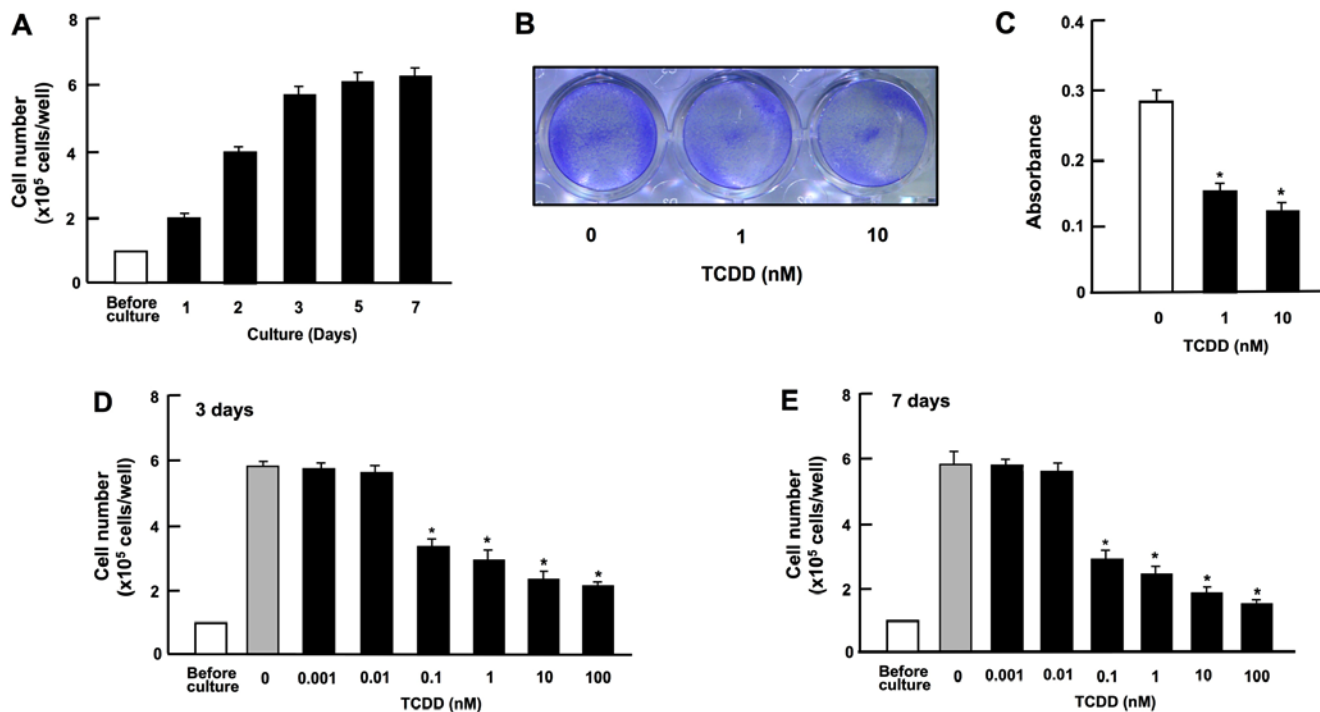 A
Cell number
(x10⁵ cells/well)
8
6
4
2
0
Before
culture
1
2
3
5
7
Culture (Days)
B
0
1
10
TCDD (nM)
C
Absorbance
0.4
0.3
0.2
0.1
0
0
1
10
TCDD (nM)
*
*
D
3 days
Cell number
(x10⁵ cells/well)
8
6
4
2
0
*
*
*
*
Before
culture
0
0.001
0.01
0.1
1
10
100
TCDD (nM)
E
7 days
Cell number
(x10⁵ cells/well)
8
6
4
2
0
*
*
*
*
Before
culture
0
0.001
0.01
0.1
1
10
100
TCDD (nM)